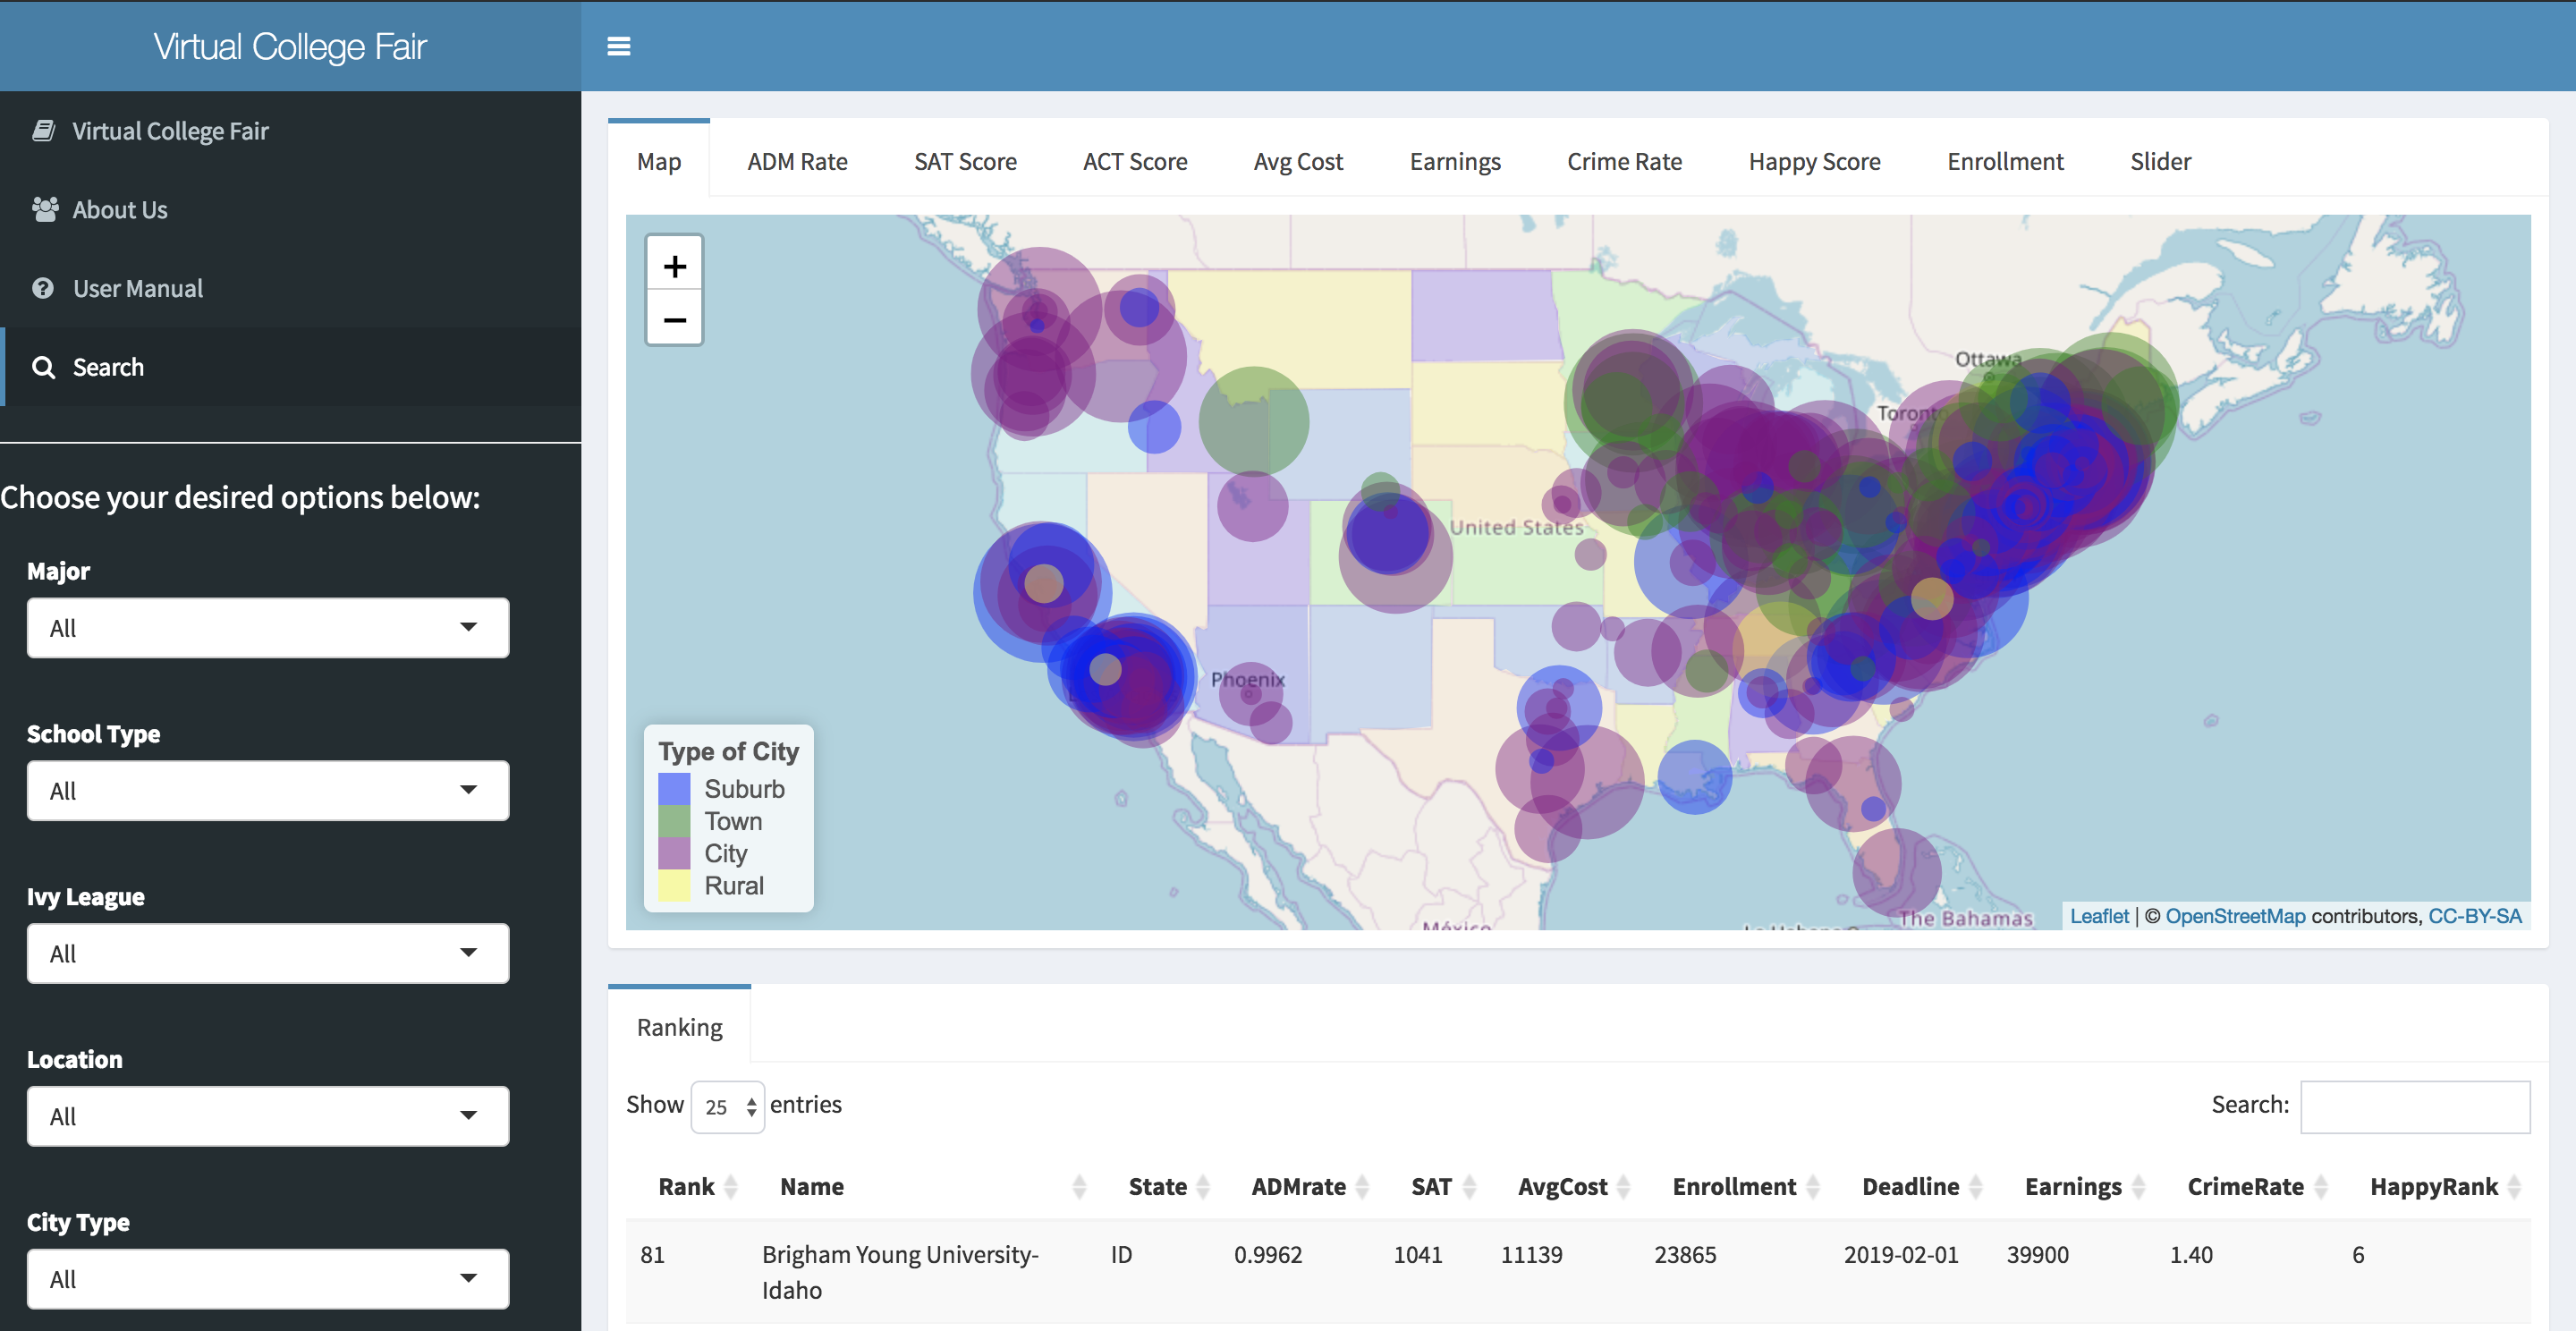 Virtual College Fair
Virtual College Fair
About Us
User Manual
Search
Choose your desired options below:
Major
All
School Type
All
Ivy League
All
Location
All
City Type
All
Map ADM Rate SAT Score ACT Score Avg Cost Earnings Crime Rate Happy Score Enrollment Slider
+
−
Ottawa
United States
Phoenix
México
The Bahamas
Type of City
Suburb
Town
City
Rural
Leaflet | © OpenStreetMap contributors, CC-BY-SA
Ranking
Show 25 entries
Search:
Rank Name State ADMrate SAT AvgCost Enrollment Deadline Earnings CrimeRate HappyRank
81 Brigham Young University- ID 0.9962 1041 11139 23865 2019-02-01 39900 1.40 6
Idaho